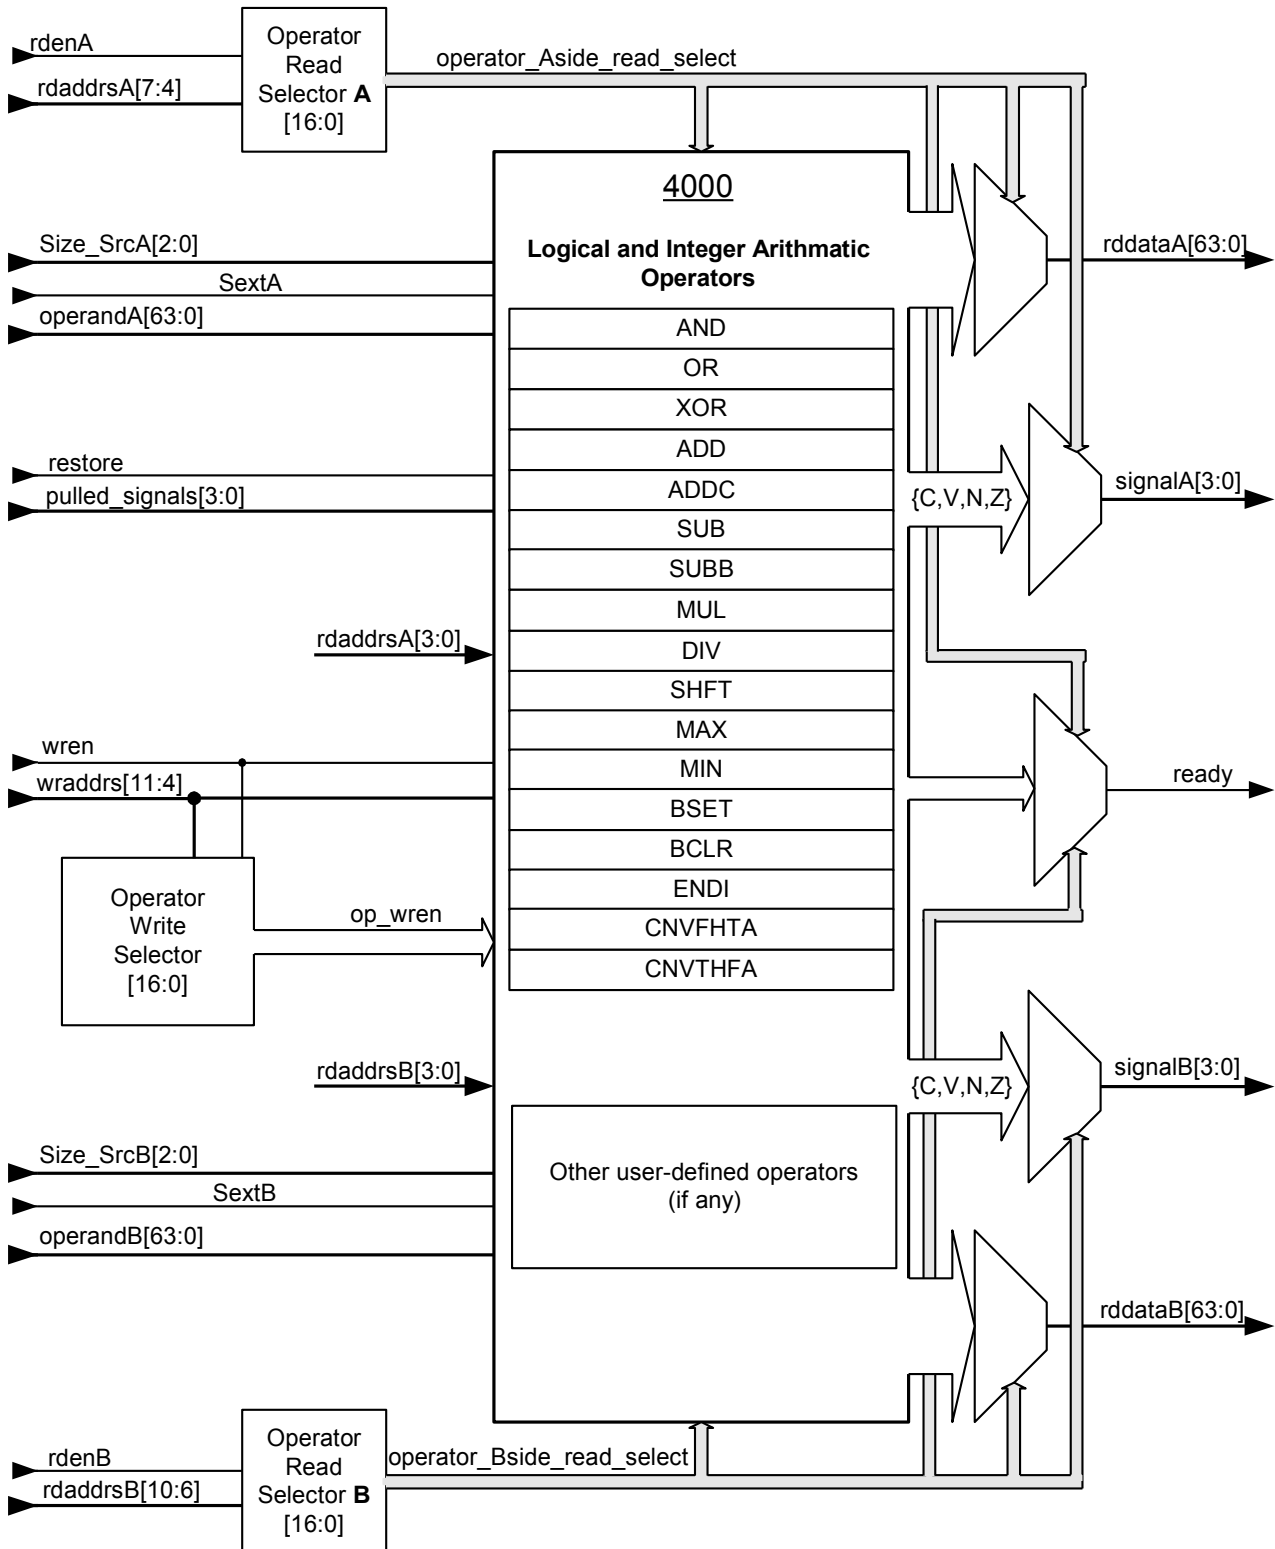 rdenA
rdaddrsA[7:4]
Operator
Read
Selector A
[16:0]
operator_Aside_read_select
4000
Logical and Integer Arithmatic
Operators
Size_SrcA[2:0]
SextA
operandA[63:0]
restore
pulled_signals[3:0]
rdaddrsA[3:0]
wren
wraddrs[11:4]
Operator
Write
Selector
[16:0]
op_wren
rdaddrsB[3:0]
Size_SrcB[2:0]
SextB
operandB[63:0]
AND
OR
XOR
ADD
ADDC
SUB
SUBB
MUL
DIV
SHFT
MAX
MIN
BSET
BCLR
ENDI
CNVFHTA
CNVTHFA
Other user-defined operators
(if any)
{C,V,N,Z}
{C,V,N,Z}
rddataA[63:0]
signalA[3:0]
ready
signalB[3:0]
rddataB[63:0]
rdenB
rdaddrsB[10:6]
Operator
Read
Selector B
[16:0]
operator_Bside_read_select